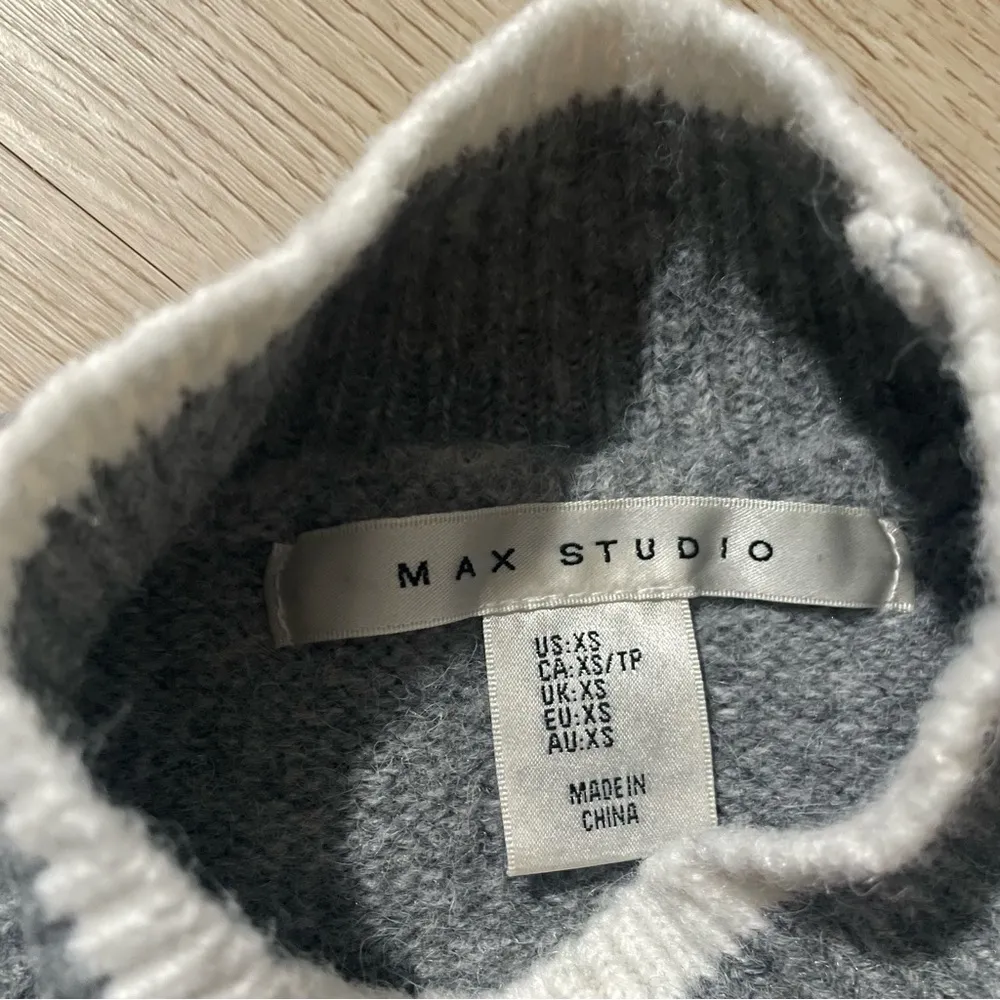 MAX STUDIO
US:XS
CA:XS/TP
UK:XS
EU:XS
AU:XS
MADE IN
CHINA